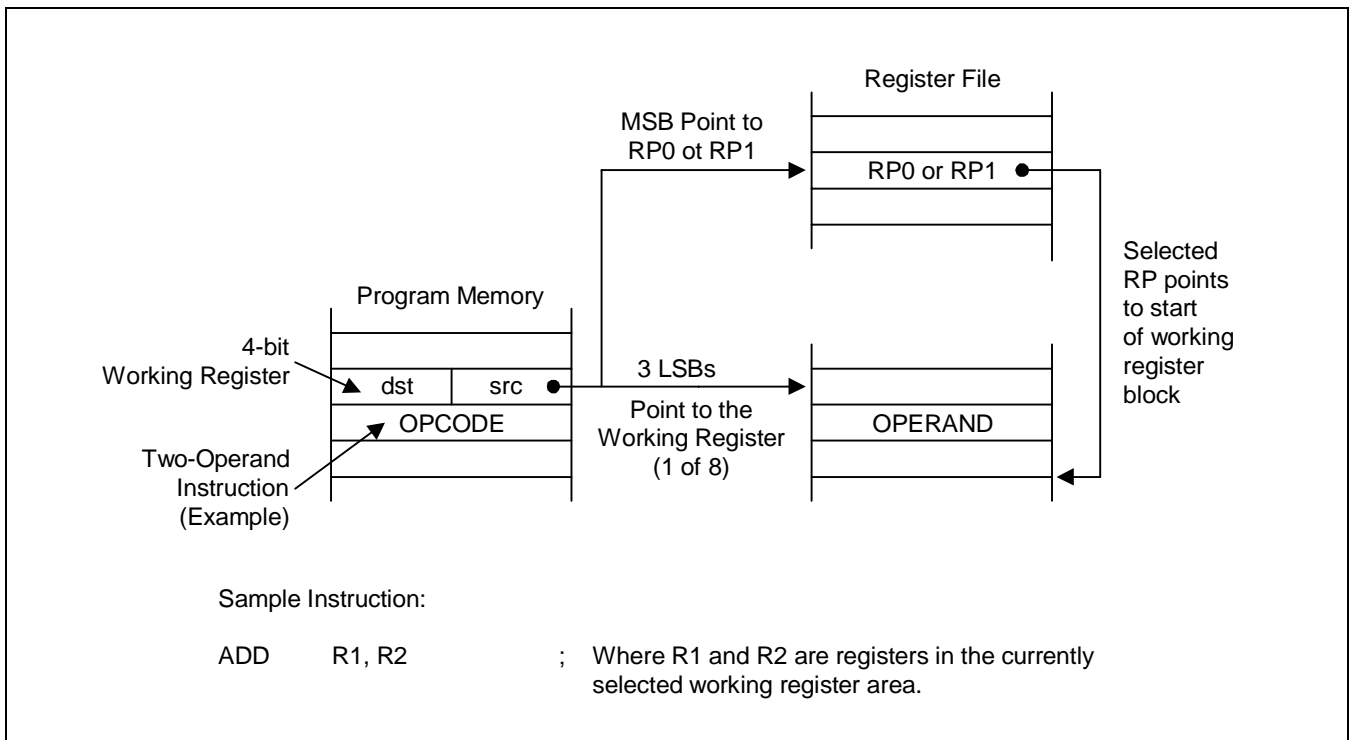 Register File
MSB Point to
RP0 ot RP1
RP0 or RP1
Selected
RP points
to start
of working
register
block
Program Memory
4-bit
Working Register
dst src
3 LSBs
Point to the
Working Register
(1 of 8)
OPCODE
OPERAND
Two-Operand
Instruction
(Example)
Sample Instruction:
ADD R1, R2 ; Where R1 and R2 are registers in the currently
selected working register area.